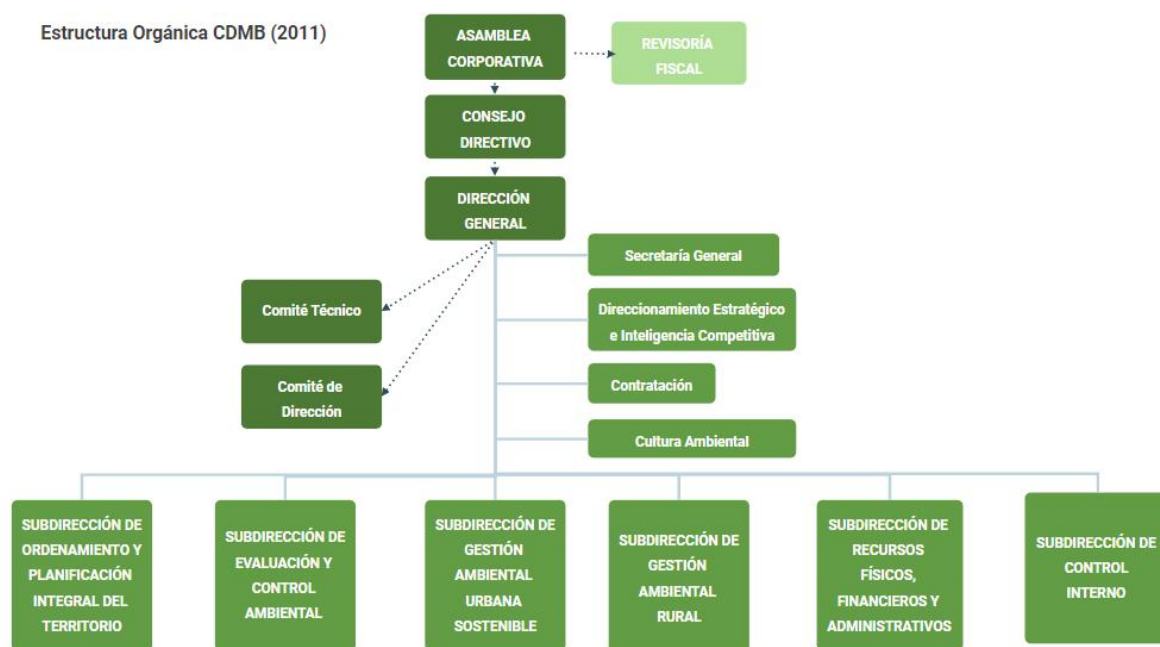 Estructura Orgánica CDMB (2011)
ASAMBLEA
CORPORATIVA
REVISORÍA
FISCAL
CONSEJO
DIRECTIVO
DIRECCIÓN
GENERAL
Secretaría General
Comité Técnico
Direccionamiento Estratégico
e Inteligencia Competitiva
Comité de
Dirección
Contratación
Cultura Ambiental
SUBDIRECCIÓN DE
ORDENAMIENTO Y
PLANIFICACIÓN
INTEGRAL DEL
TERRITORIO
SUBDIRECCIÓN DE
EVALUACIÓN Y
CONTROL
AMBIENTAL
SUBDIRECCIÓN DE
GESTIÓN
AMBIENTAL
URBANA
SOSTENIBLE
SUBDIRECCIÓN DE
GESTIÓN
AMBIENTAL
RURAL
SUBDIRECCIÓN DE
RECURSOS
FÍSICOS,
FINANCIEROS Y
ADMINISTRATIVOS
SUBDIRECCIÓN DE
CONTROL
INTERNO